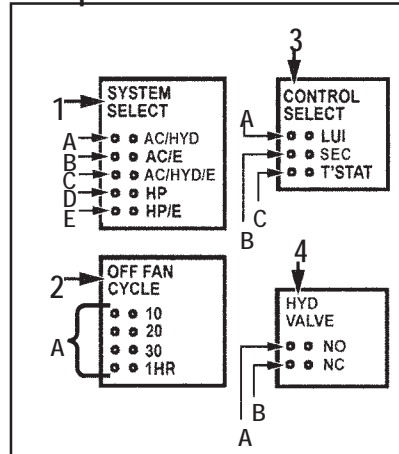 1
SYSTEM
SELECT
A AC/HYD
B AC/E
C AC/HYD/E
D HP
E HP/E
3
CONTROL
SELECT
A LUI
B SEC
C T'STAT
2
OFF FAN
CYCLE
A
10
20
30
1HR
4
HYD
VALVE
A NO
B NC